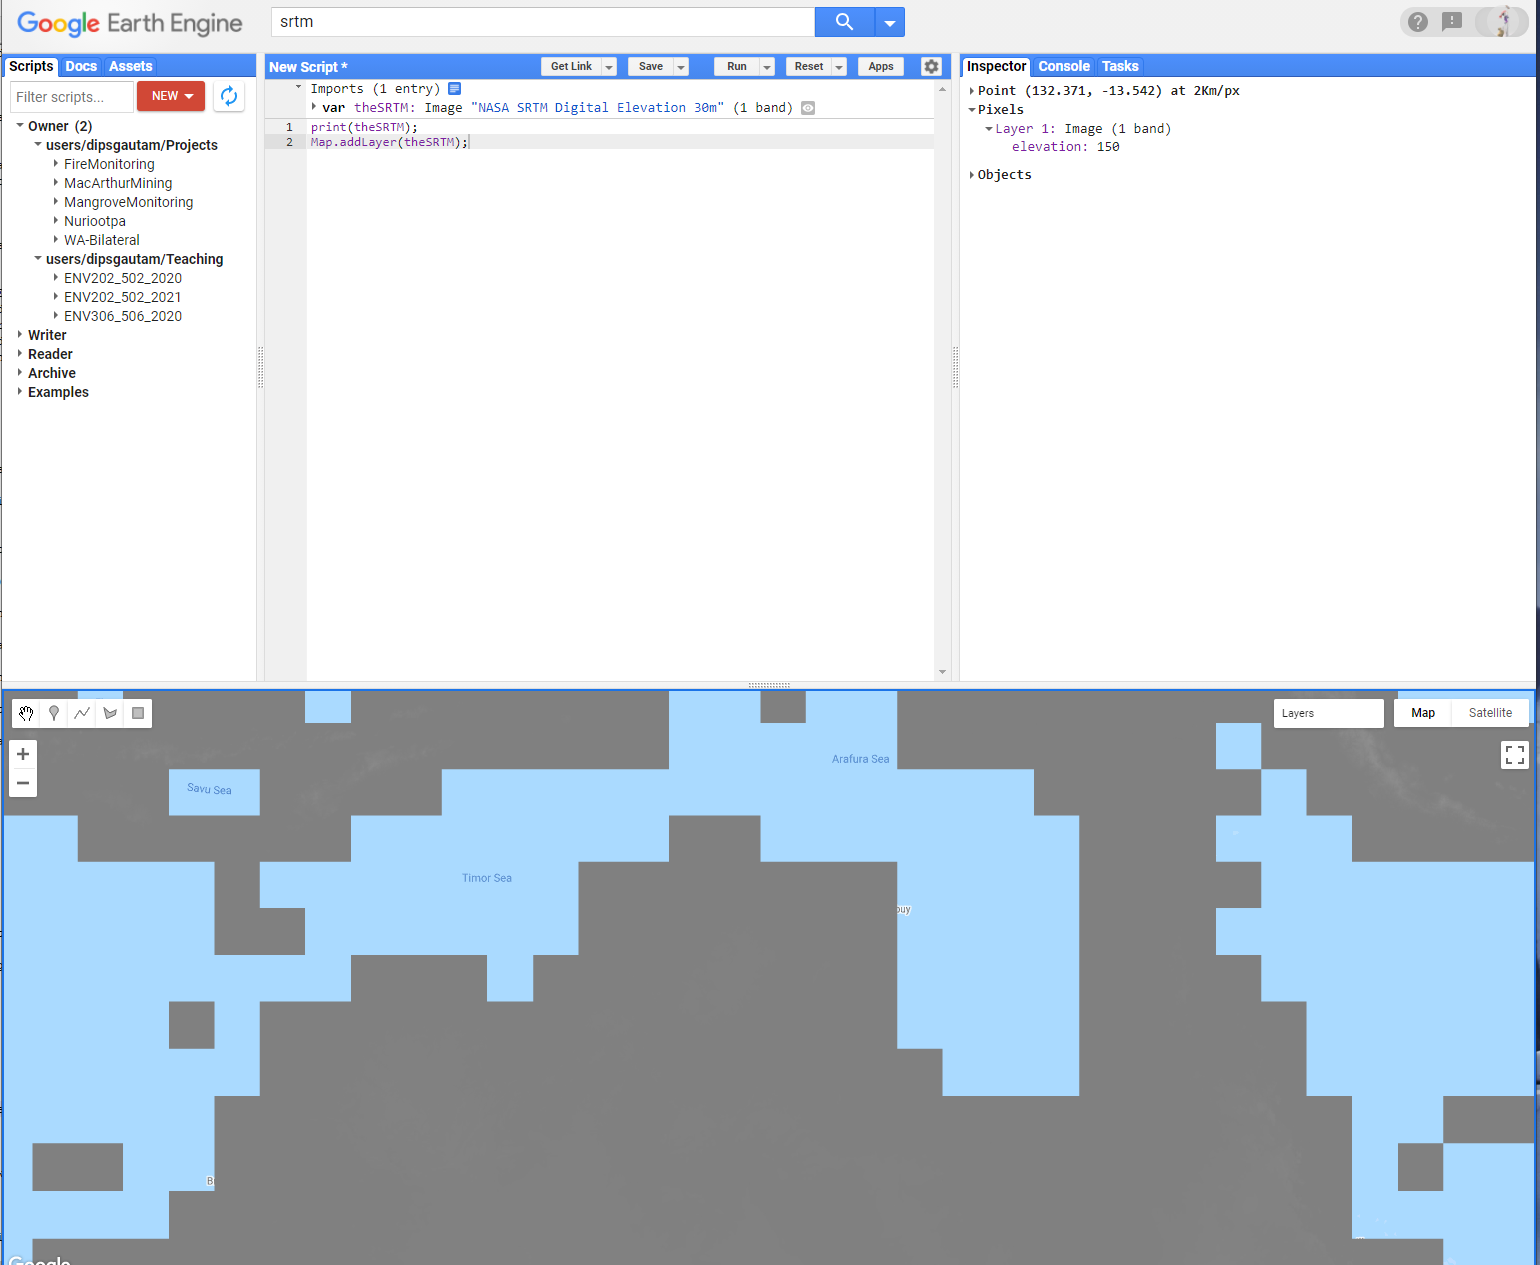 Google Earth Engine
srtm
Scripts Docs Assets
Filter scripts...
NEW
Owner (2)
users/dipsgautam/Projects
FireMonitoring
MacArthurMining
MangroveMonitoring
Nuriootpa
WA-Bilateral
users/dipsgautam/Teaching
ENV202_502_2020
ENV202_502_2021
ENV306_506_2020
Writer
Reader
Archive
Examples
New Script *
Get Link Save Run Reset Apps
Imports (1 entry)
var theSRTM: Image "NASA SRTM Digital Elevation 30m" (1 band)
1 print(theSRTM);
2 Map.addLayer(theSRTM);
Inspector Console Tasks
Point (132.371, -13.542) at 2Km/px
Pixels
Layer 1: Image (1 band)
elevation: 150
Objects
Layers
Map Satellite
Arafura Sea
Savu Sea
Timor Sea
ouy
B
Google